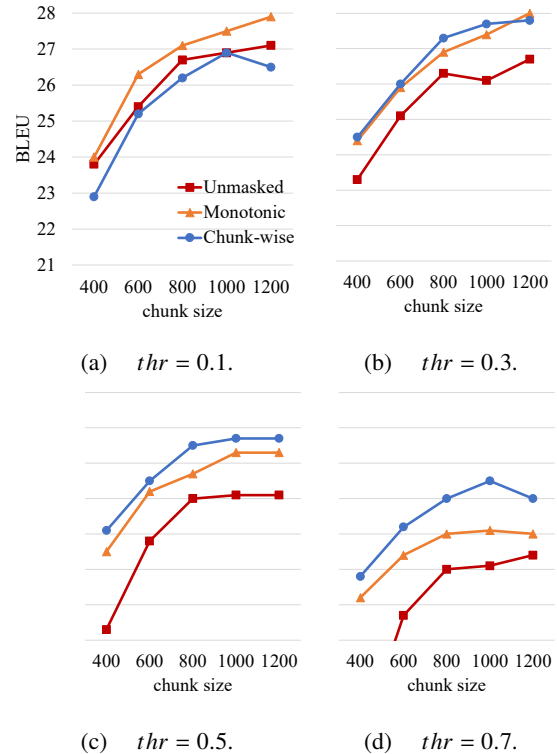 28
27
26
25
24
23
22
21
BLEU
Unmasked
Monotonic
Chunk-wise
400 600 800 1000 1200
chunk size
400 600 800 1000 1200
chunk size
(a) thr = 0.1.
(b) thr = 0.3.
400 600 800 1000 1200
chunk size
400 600 800 1000 1200
chunk size
(c) thr = 0.5.
(d) thr = 0.7.